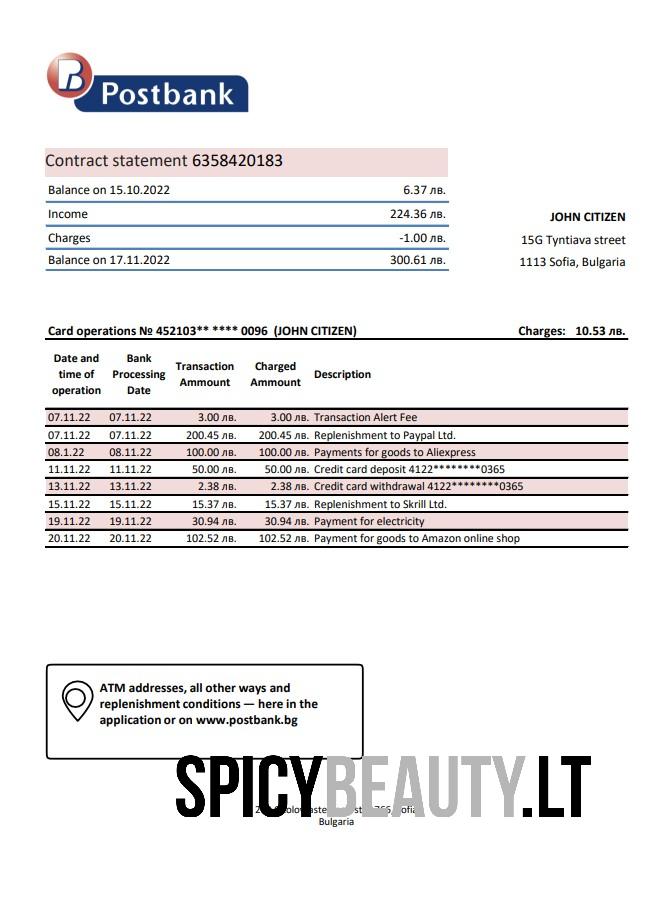 B Postbank
Contract statement 6358420183
Balance on 15.10.2022 6.37 лв.
Income 224.36 лв.
Charges -1.00 лв.
Balance on 17.11.2022 300.61 лв.
JOHN CITIZEN
15G Tyntiava street
1113 Sofia, Bulgaria
Card operations № 452103** **** 0096 (JOHN CITIZEN) Charges: 10.53 лв.
Date and time of operation Bank Processing Date Transaction Ammount Charged Ammount Description
07.11.22 07.11.22 3.00 лв. 3.00 лв. Transaction Alert Fee
07.11.22 07.11.22 200.45 лв. 200.45 лв. Replenishment to Paypal Ltd.
08.1.22 08.11.22 100.00 лв. 100.00 лв. Payments for goods to Aliexpress
11.11.22 11.11.22 50.00 лв. 50.00 лв. Credit card deposit 4122********0365
13.11.22 13.11.22 2.38 лв. 2.38 лв. Credit card withdrawal 4122********0365
15.11.22 15.11.22 15.37 лв. 15.37 лв. Replenishment to Skrill Ltd.
19.11.22 19.11.22 30.94 лв. 30.94 лв. Payment for electricity
20.11.22 20.11.22 102.52 лв. 102.52 лв. Payment for goods to Amazon online shop
ATM addresses, all other ways and
replenishment conditions — here in the
application or on www.postbank.bg
SPICYBEAUTY.LT
Bulgaria